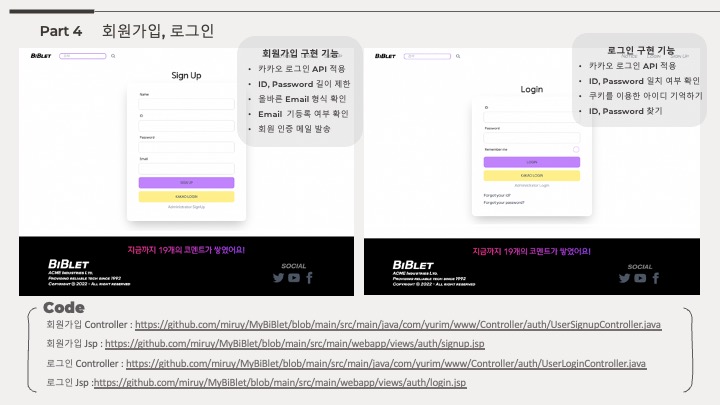 Part 4 회원가입, 로그인
BIBLET
Sign Up
Name
ID
Password
Email
SIGN UP
KAKAO LOGIN
Administrator SignUp
회원가입 구현 기능
• 카카오 로그인 API 적용
• ID, Password 길이 제한
• 올바른 Email 형식 확인
• Email 기등록 여부 확인
• 회원 인증 메일 발송
지금까지 19개의 코멘트가 쌓였어요!
BIBLET
ACME INDUSTRIES LTD.
PROVIDING RELIABLE TECH SINCE 1992
COPYRIGHT © 2022 - ALL RIGHT RESERVED
SOCIAL
BIBLET
Login
ID
Password
Remember me
LOGIN
KAKAO LOGIN
Administrator Login
Forgot your id?
Forgot your password?
로그인 구현 기능
• 카카오 로그인 API 적용
• ID, Password 일치 여부 확인
• 쿠키를 이용한 아이디 기억하기
• ID, Password 찾기
지금까지 19개의 코멘트가 쌓였어요!
BIBLET
ACME INDUSTRIES LTD.
PROVIDING RELIABLE TECH SINCE 1992
COPYRIGHT © 2022 - ALL RIGHT RESERVED
SOCIAL
Code
회원가입 Controller : https://github.com/miruy/MyBiBlet/blob/main/src/main/java/com/yurim/www/Controller/auth/UserSignupController.java
회원가입 Jsp : https://github.com/miruy/MyBiBlet/blob/main/src/main/webapp/views/auth/signup.jsp
로그인 Controller : https://github.com/miruy/MyBiBlet/blob/main/src/main/java/com/yurim/www/Controller/auth/UserLoginController.java
로그인 Jsp :https://github.com/miruy/MyBiBlet/blob/main/src/main/webapp/views/auth/login.jsp